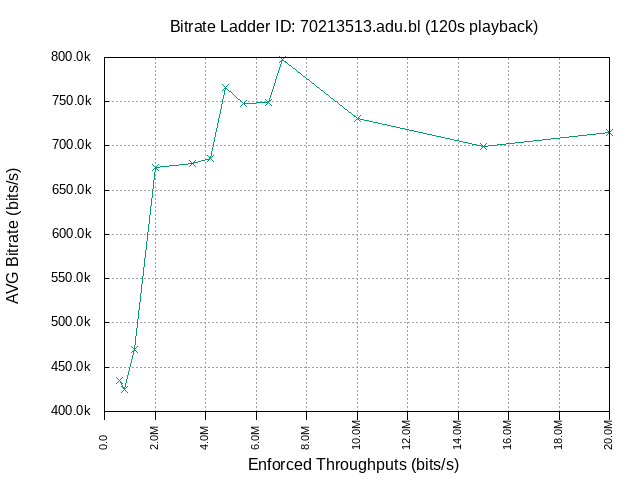 Bitrate Ladder ID: 70213513.adu.bl (120s playback)
800.0k
750.0k
700.0k
650.0k
600.0k
550.0k
500.0k
450.0k
400.0k
AVG Bitrate (bits/s)
0.0 2.0M 4.0M 6.0M 8.0M 10.0M 12.0M 14.0M 16.0M 18.0M 20.0M
Enforced Throughputs (bits/s)